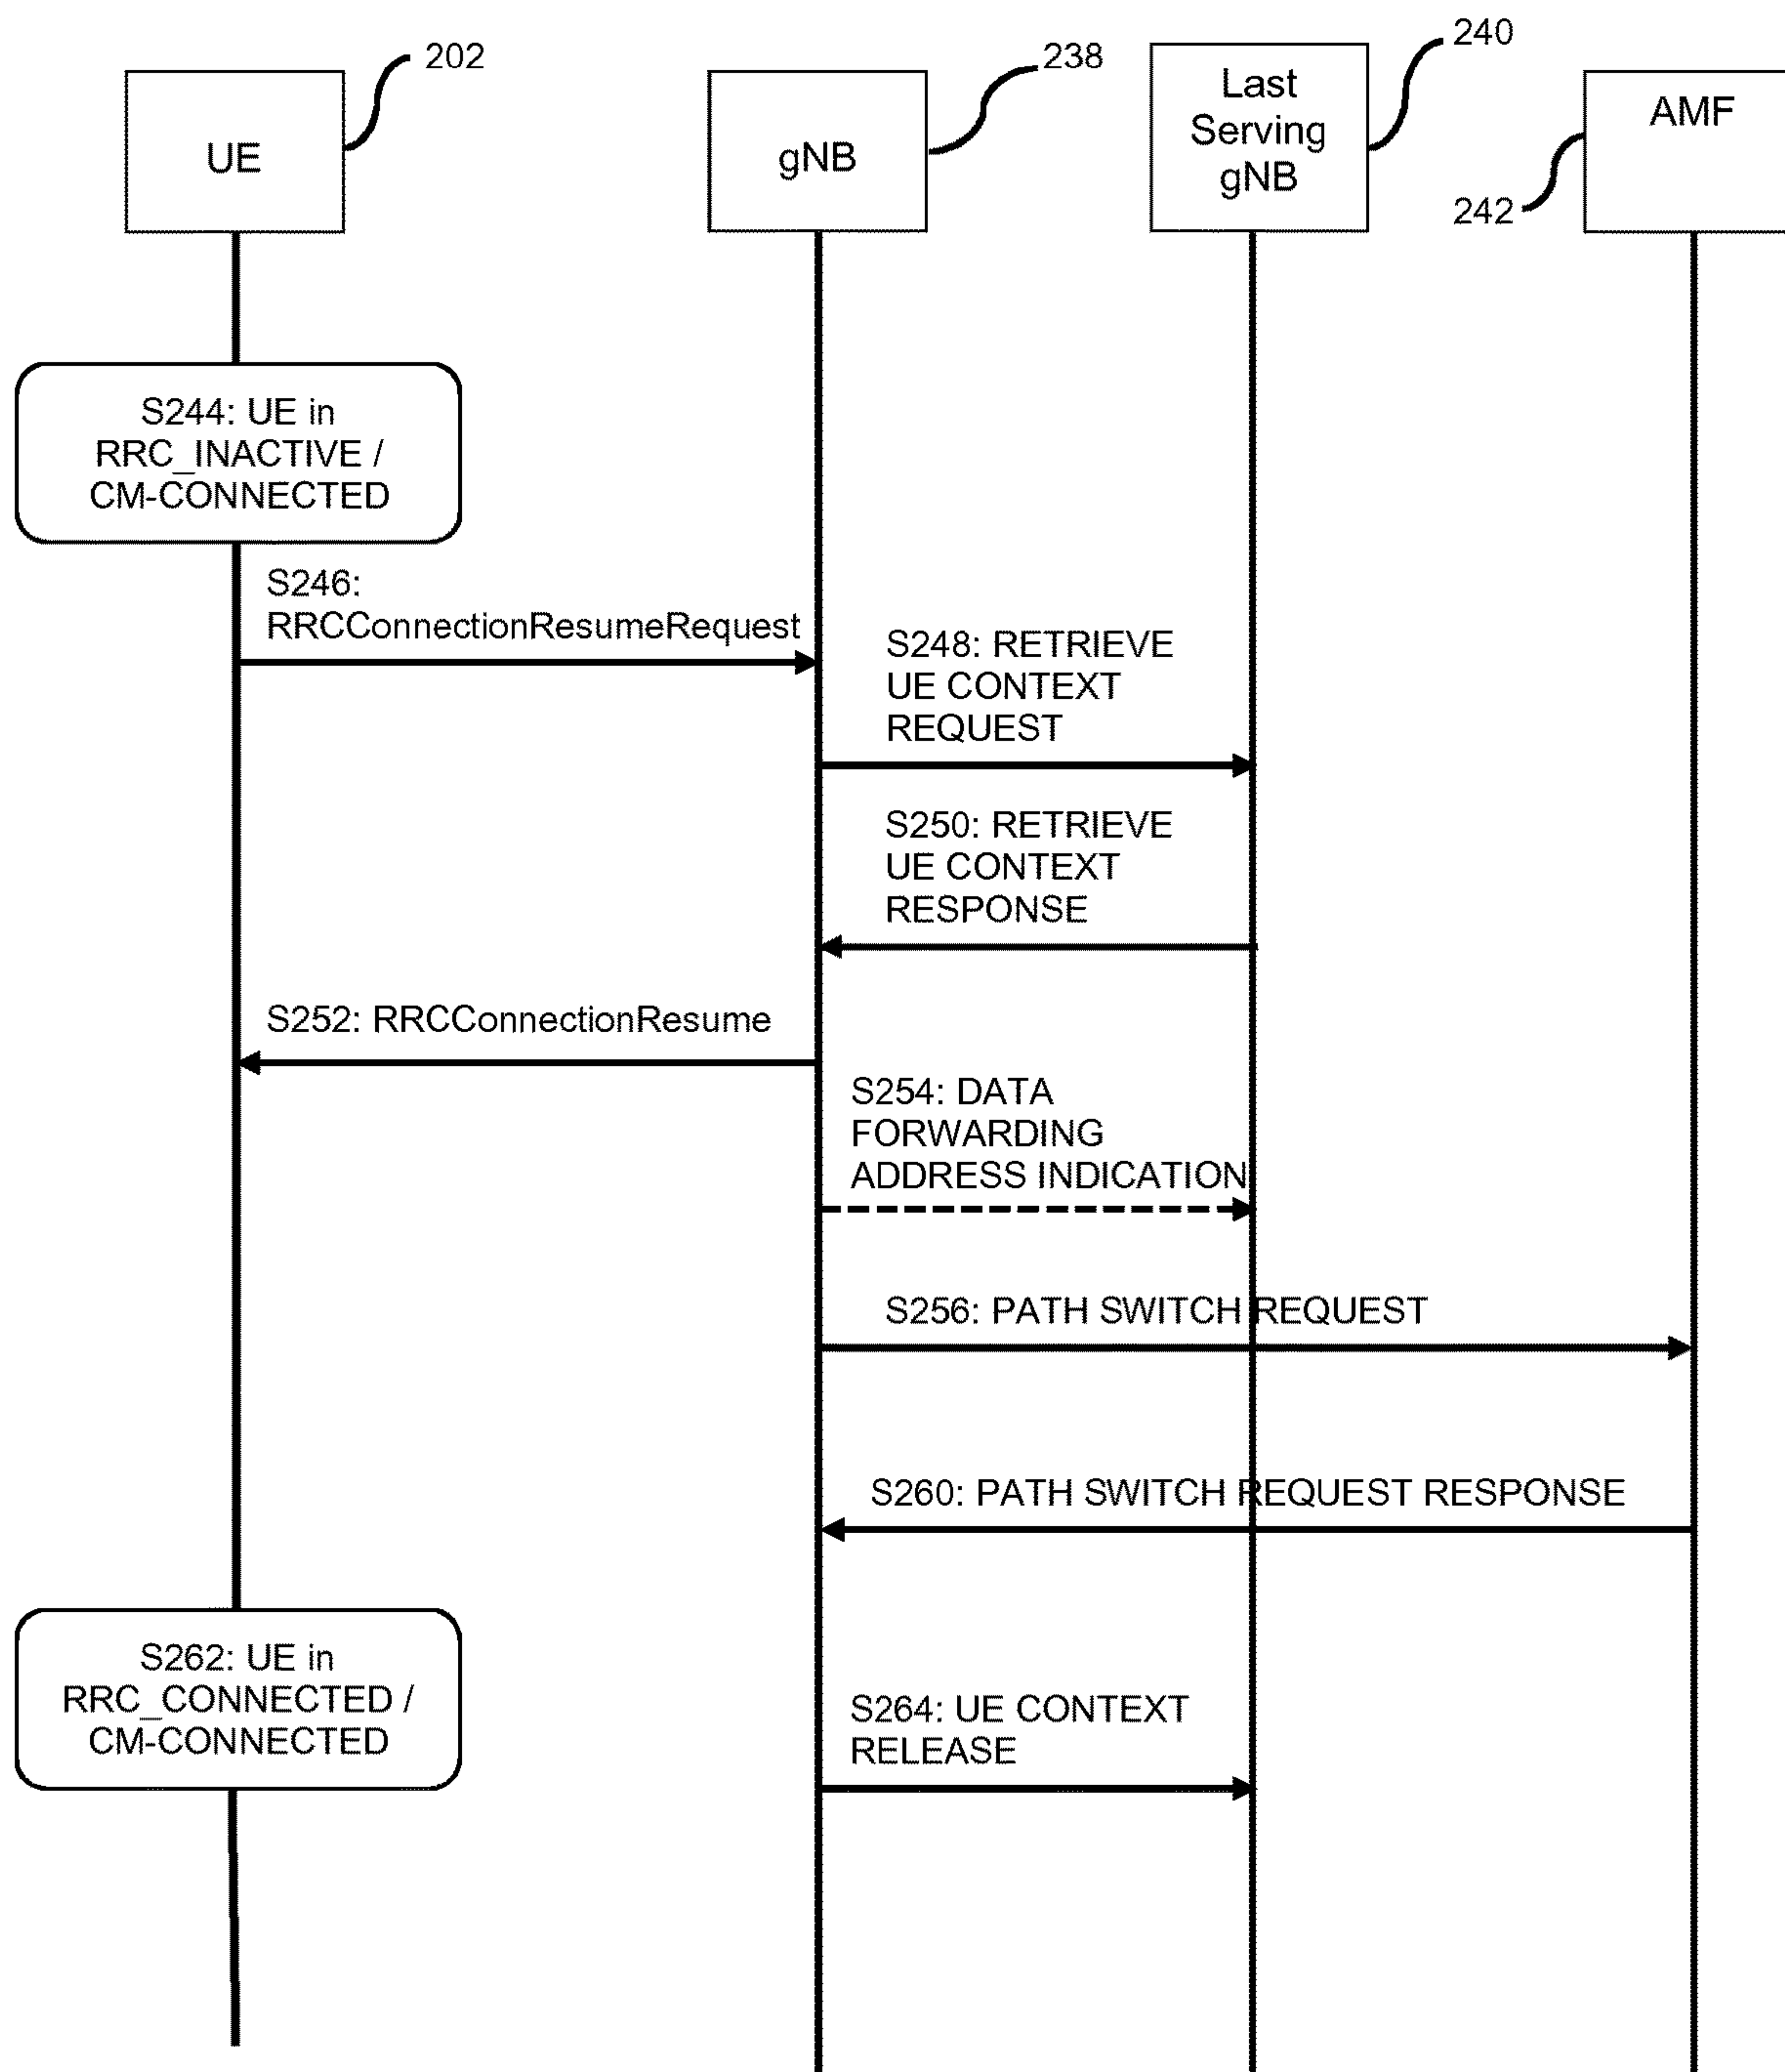 202
238
240
242
UE
gNB
Last
Serving
gNB
AMF
S244: UE in
RRC_INACTIVE /
CM-CONNECTED
S246:
RRCConnectionResumeRequest
S248: RETRIEVE
UE CONTEXT
REQUEST
S250: RETRIEVE
UE CONTEXT
RESPONSE
S252: RRCConnectionResume
S254: DATA
FORWARDING
ADDRESS INDICATION
S256: PATH SWITCH REQUEST
S260: PATH SWITCH REQUEST RESPONSE
S262: UE in
RRC_CONNECTED /
CM-CONNECTED
S264: UE CONTEXT
RELEASE